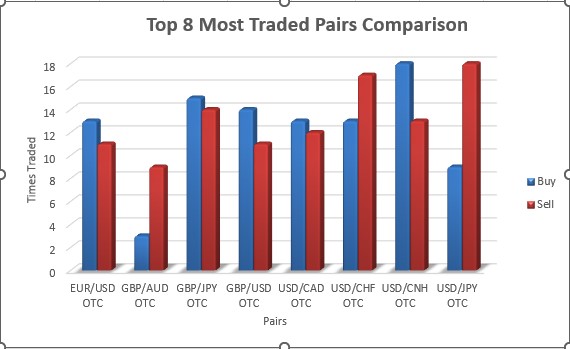 Top 8 Most Traded Pairs Comparison
18
16
14
12
10
8
6
4
2
0
Times Traded
EUR/USD OTC
GBP/AUD OTC
GBP/JPY OTC
GBP/USD OTC
USD/CAD OTC
USD/CHF OTC
USD/CNH OTC
USD/JPY OTC
Pairs
Buy
Sell